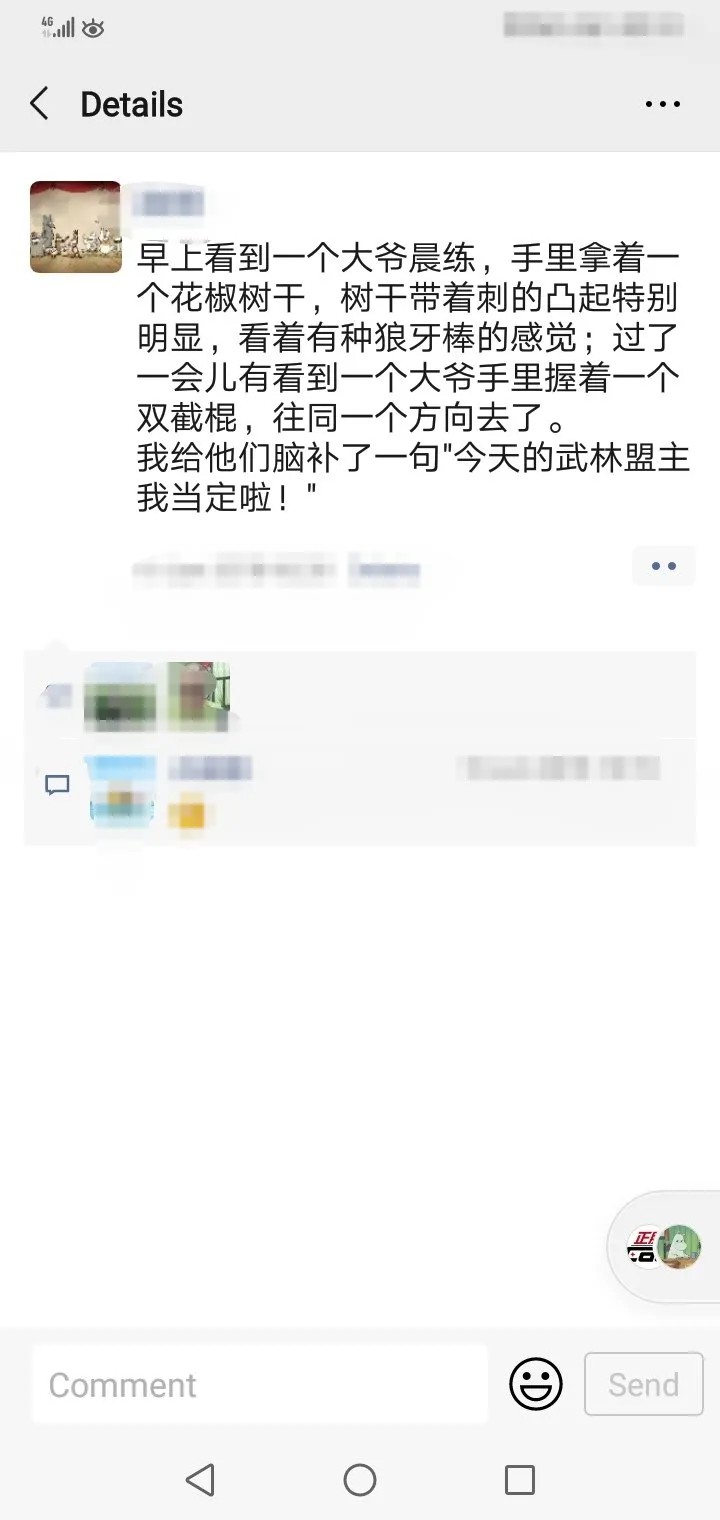 4G
Details
早上看到一个大爷晨练，手里拿着一
个花椒树干，树干带着刺的凸起特别
明显，看着有种狼牙棒的感觉；过了
一会儿有看到一个大爷手里握着一个
双截棍，往同一个方向去了。
我给他们脑补了一句"今天的武林盟主
我当定啦！"
Comment
Send